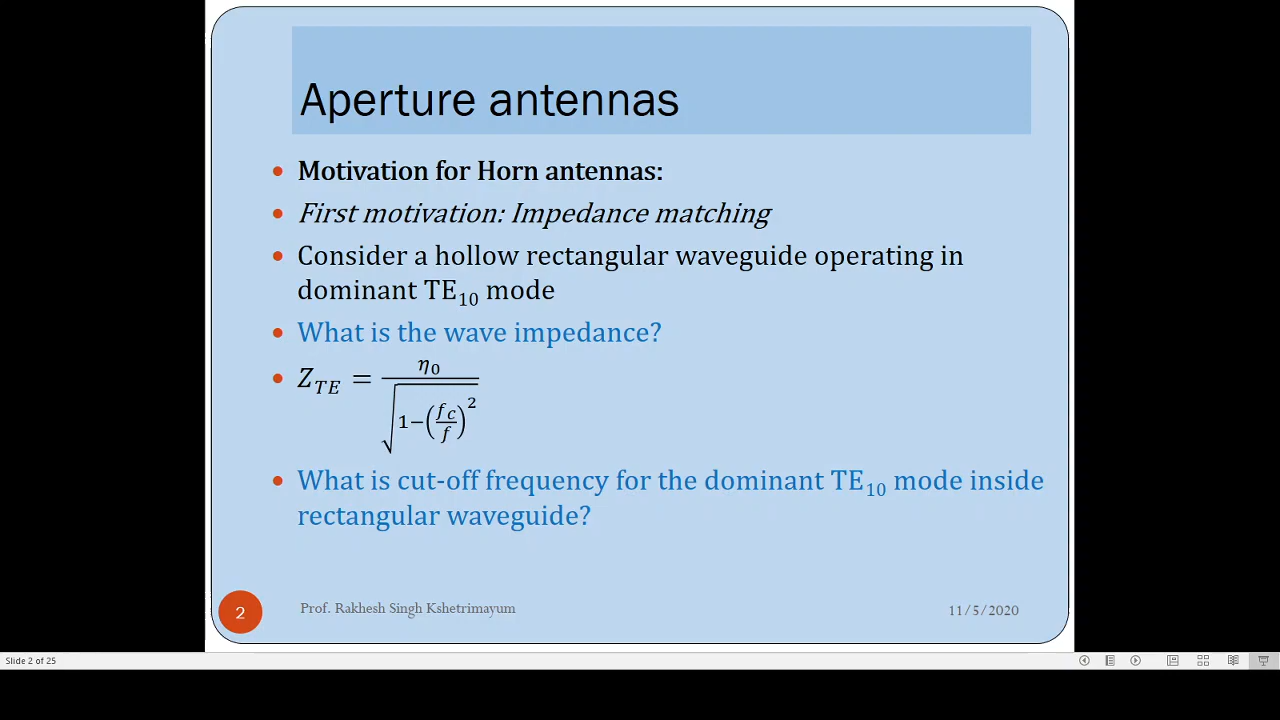 Aperture antennas
Motivation for Horn antennas:
First motivation: Impedance matching
Consider a hollow rectangular waveguide operating in
dominant TE₁₀ mode
What is the wave impedance?
Z_TE = η₀ / √(1−(f_c/f)²)
What is cut-off frequency for the dominant TE₁₀ mode inside
rectangular waveguide?
2
Prof. Rakhesh Singh Kshetrimayum
11/5/2020
Slide 2 of 25